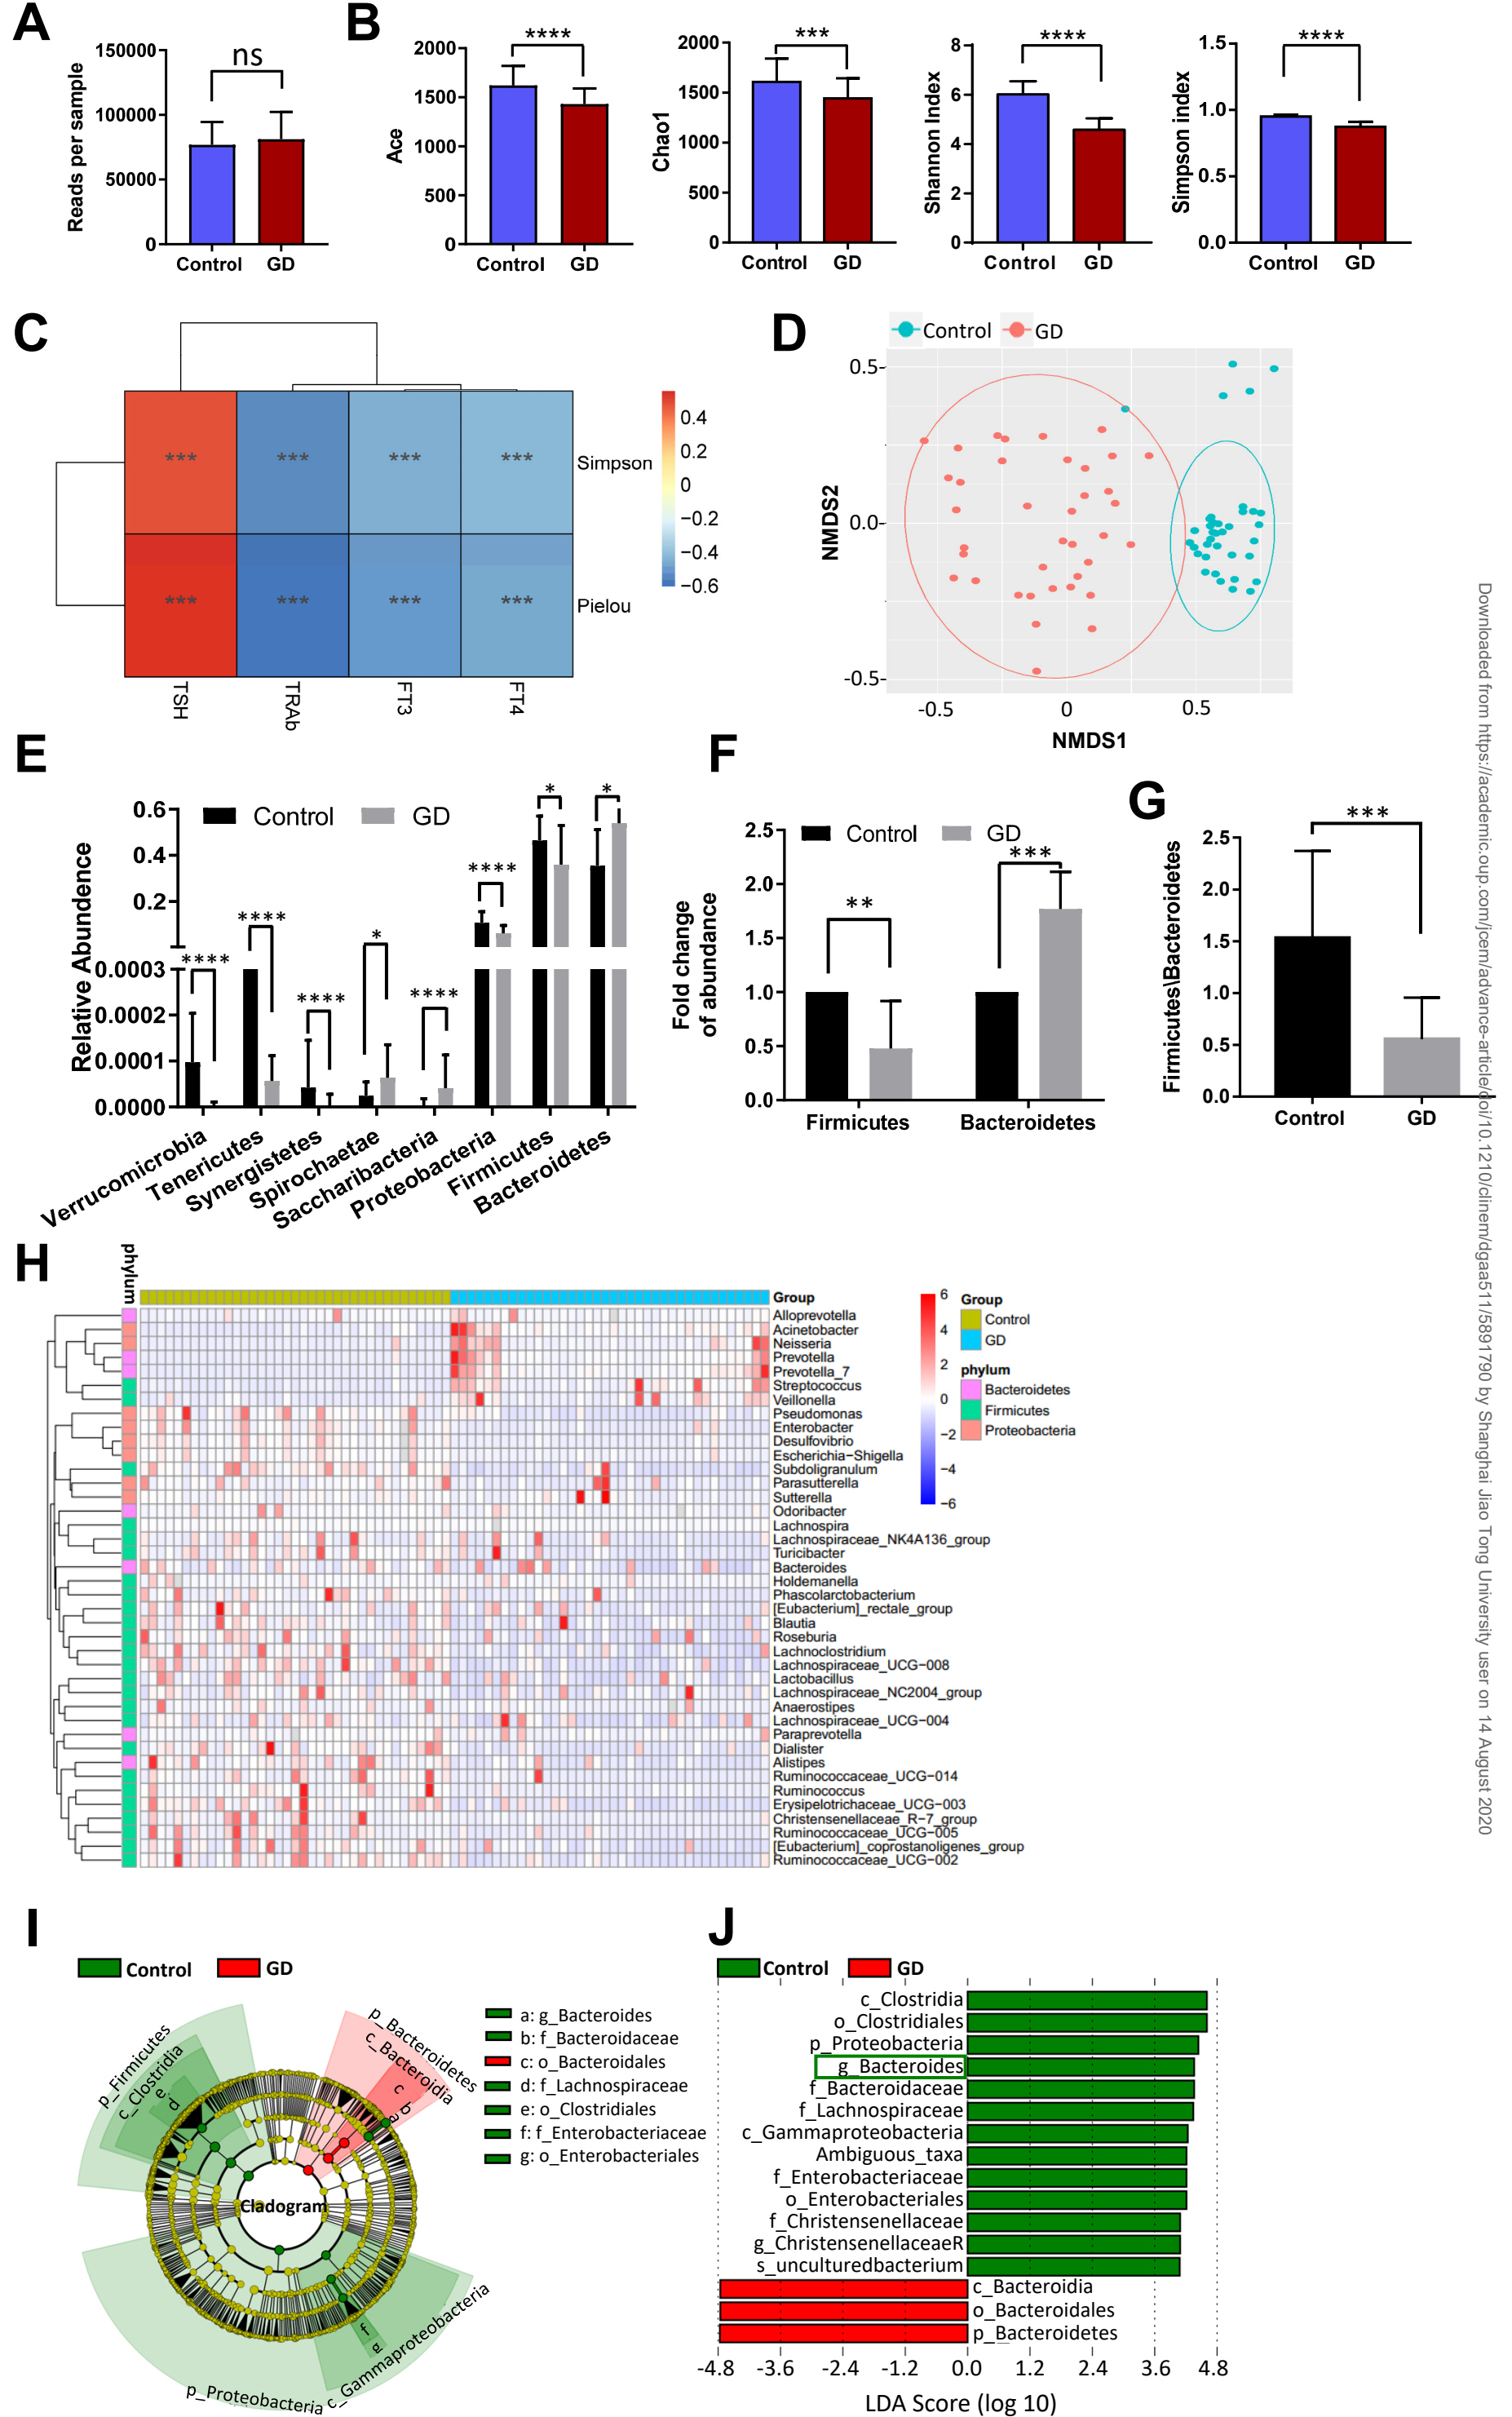 A
150000
100000
50000
0
Reads per sample
ns
Control GD
B
2000
1500
1000
500
0
Ace
****
Control GD
2000
1500
1000
500
0
Chao1
***
Control GD
8
6
4
2
0
Shannon Index
****
Control GD
1.5
1.0
0.5
0.0
Simpson index
****
Control GD
C
*** *** *** ***
Simpson
*** *** *** ***
Pielou
TSH TRAb FT3 FT4
0.4
0.2
0
−0.2
−0.4
−0.6
D
Control GD
0.5
0.0
-0.5
NMDS2
-0.5 0 0.5
NMDS1
E
Control GD
0.6
0.4
0.2
0.0003
0.0002
0.0001
0.0000
Relative Abundence
**** **** **** * **** **** * *
Verrucomicrobia
Tenericutes
Synergistetes
Spirochaetae
Saccharibacteria
Proteobacteria
Firmicutes
Bacteroidetes
F
Control GD
2.5
2.0
1.5
1.0
0.5
0.0
Fold change
of abundance
** ***
Firmicutes Bacteroidetes
G
2.5
2.0
1.5
1.0
0.5
0.0
Firmicutes\Bacteroidetes
***
Control GD
H
phylum
Group
Alloprevotella
Acinetobacter
Neisseria
Prevotella
Prevotella_7
Streptococcus
Veillonella
Pseudomonas
Enterobacter
Desulfovibrio
Escherichia−Shigella
Subdoligranulum
Parasutterella
Sutterella
Odoribacter
Lachnospira
Lachnospiraceae_NK4A136_group
Turicibacter
Bacteroides
Holdemanella
Phascolarctobacterium
[Eubacterium]_rectale_group
Blautia
Roseburia
Lachnoclostridium
Lachnospiraceae_UCG−008
Lactobacillus
Lachnospiraceae_NC2004_group
Anaerostipes
Lachnospiraceae_UCG−004
Paraprevotella
Dialister
Alistipes
Ruminococcaceae_UCG−014
Ruminococcus
Erysipelotrichaceae_UCG−003
Christensenellaceae_R−7_group
Ruminococcaceae_UCG−005
[Eubacterium]_coprostanoligenes_group
Ruminococcaceae_UCG−002
6
4
2
0
−2
−4
−6
Group
Control
GD
phylum
Bacteroidetes
Firmicutes
Proteobacteria
I
Control GD
p_Firmicutes
c_Clostridia
e
d
p_Bacteroidetes
c_Bacteroidia
c
b
a
Cladogram
f
g
c_Gammaproteobacteria
p_Proteobacteria
a: g_Bacteroides
b: f_Bacteroidaceae
c: o_Bacteroidales
d: f_Lachnospiraceae
e: o_Clostridiales
f: f_Enterobacteriaceae
g: o_Enterobacteriales
J
Control GD
c_Clostridia
o_Clostridiales
p_Proteobacteria
g_Bacteroides
f_Bacteroidaceae
f_Lachnospiraceae
c_Gammaproteobacteria
Ambiguous_taxa
f_Enterobacteriaceae
o_Enterobacteriales
f_Christensenellaceae
g_ChristensenellaceaeR
s_unculturedbacterium
c_Bacteroidia
o_Bacteroidales
p_Bacteroidetes
-4.8 -3.6 -2.4 -1.2 0.0 1.2 2.4 3.6 4.8
LDA Score (log 10)
Downloaded from https://academic.oup.com/jcem/advance-article/doi/10.1210/clinem/dgaa511/5891790 by Shanghai Jiao Tong University user on 14 August 2020